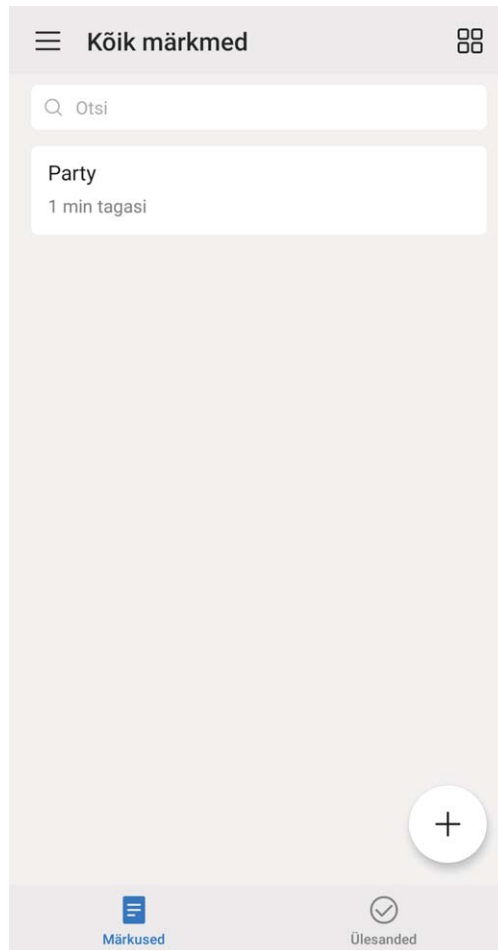 Kõik märkmed
Otsi
Party
1 min tagasi
Märkused
Ülesanded